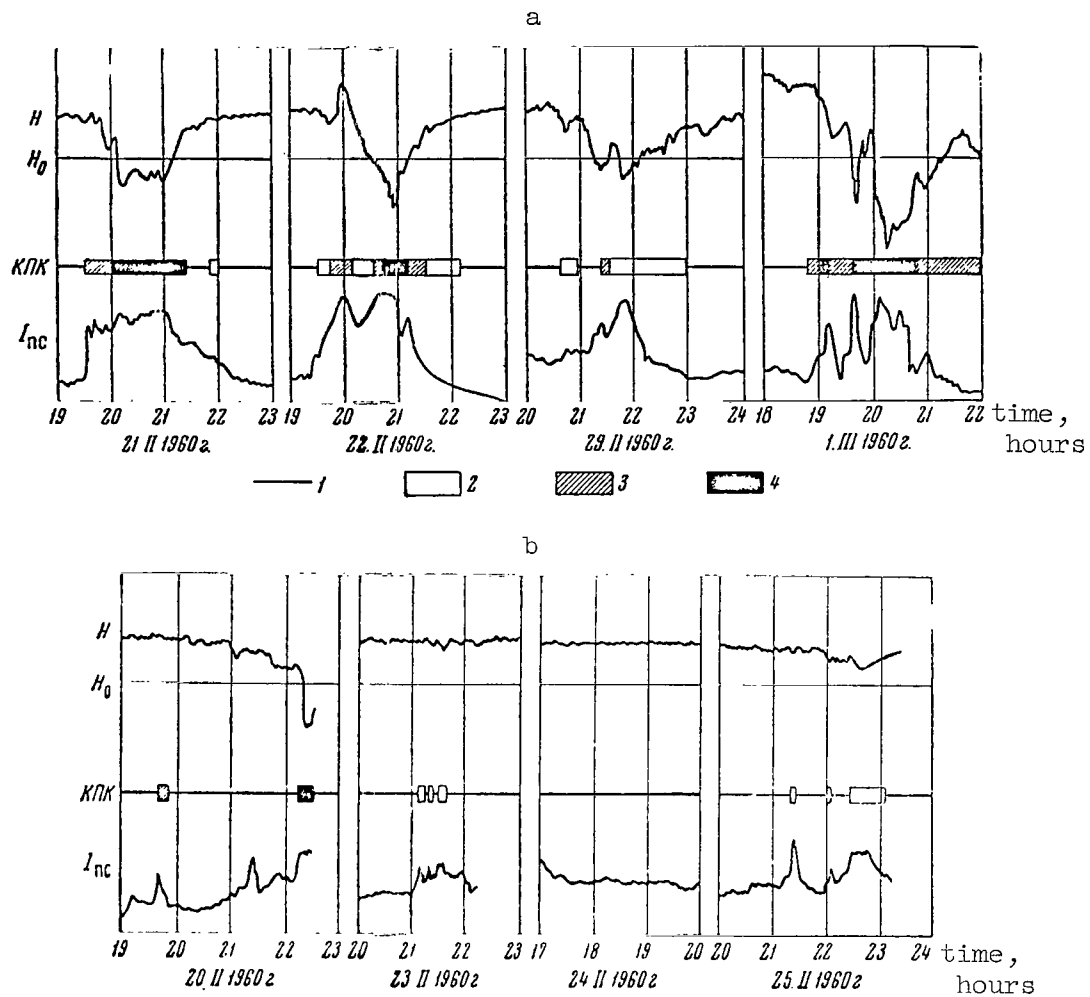 a
H
H₀
КПК
Iпс
19 20 21 22 23 19 20 21 22 23 20 21 22 23 24 18 19 20 21 22 time,
hours
21 II 1960 г. 22. II 1960 г. 29. II 1960 г. 1. III 1960 г.
1 2 3 4
b
H
H₀
КПК
Iпс
19 20 21 22 23 20 21 22 23 17 18 19 20 20 21 22 23 24 time,
hours
20. II 1960 г 23 II 1960 г 24 II 1960 г 25. II 1960 г